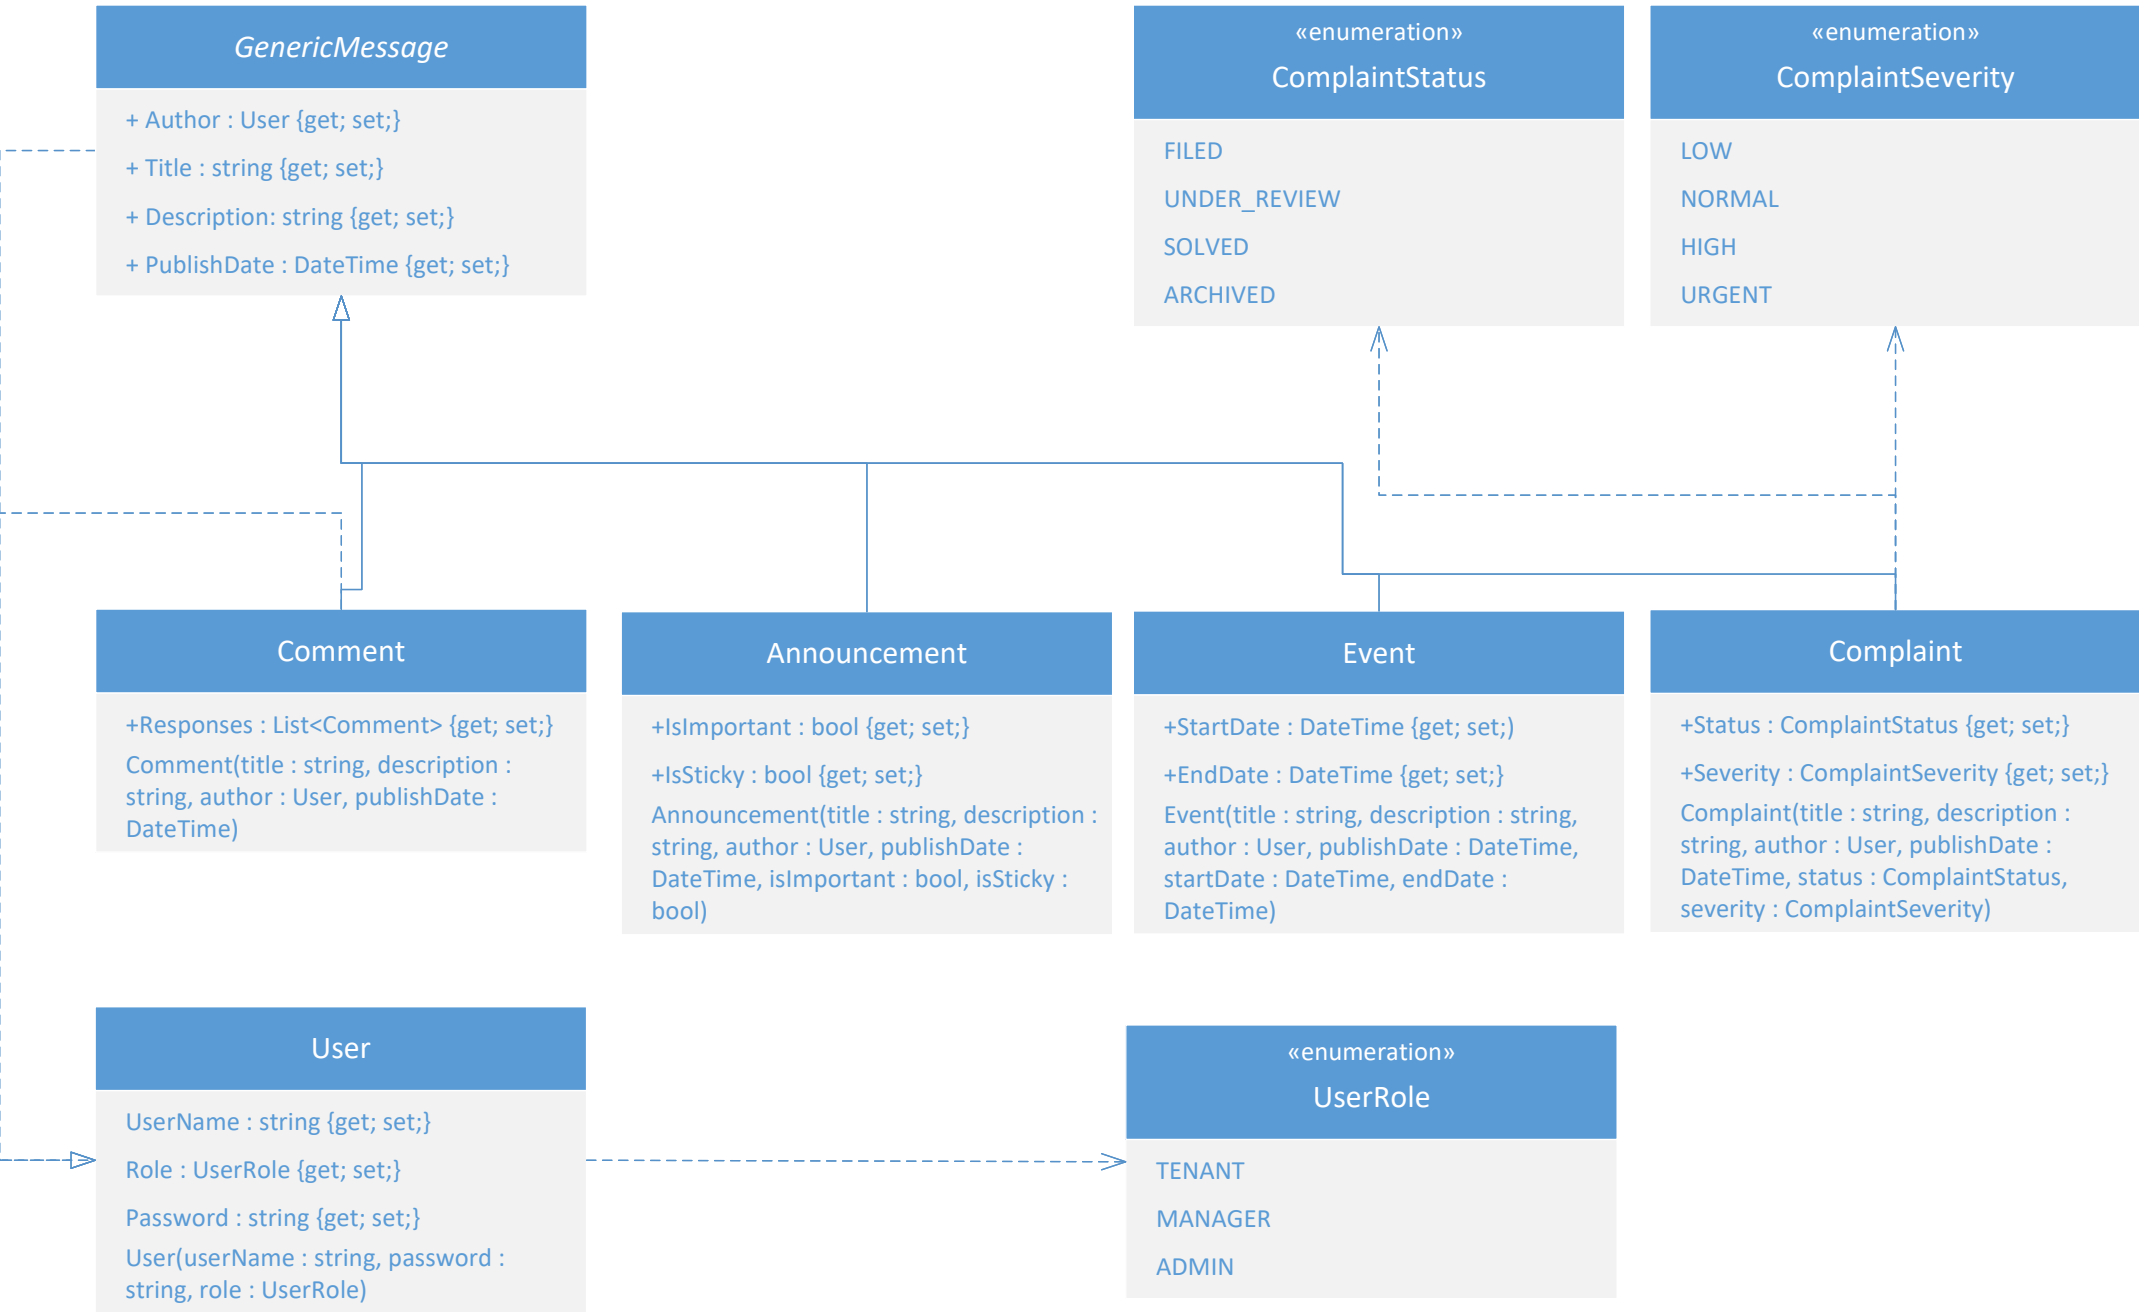 GenericMessage
+ Author : User {get; set;}
+ Title : string {get; set;}
+ Description: string {get; set;}
+ PublishDate : DateTime {get; set;}
«enumeration»
ComplaintStatus
FILED
UNDER_REVIEW
SOLVED
ARCHIVED
«enumeration»
ComplaintSeverity
LOW
NORMAL
HIGH
URGENT
Comment
+Responses : List<Comment> {get; set;}
Comment(title : string, description :
string, author : User, publishDate :
DateTime)
Announcement
+IsImportant : bool {get; set;}
+IsSticky : bool {get; set;}
Announcement(title : string, description :
string, author : User, publishDate :
DateTime, isImportant : bool, isSticky :
bool)
Event
+StartDate : DateTime {get; set;)
+EndDate : DateTime {get; set;}
Event(title : string, description : string,
author : User, publishDate : DateTime,
startDate : DateTime, endDate :
DateTime)
Complaint
+Status : ComplaintStatus {get; set;}
+Severity : ComplaintSeverity {get; set;}
Complaint(title : string, description :
string, author : User, publishDate :
DateTime, status : ComplaintStatus,
severity : ComplaintSeverity)
User
UserName : string {get; set;}
Role : UserRole {get; set;}
Password : string {get; set;}
User(userName : string, password :
string, role : UserRole)
«enumeration»
UserRole
TENANT
MANAGER
ADMIN